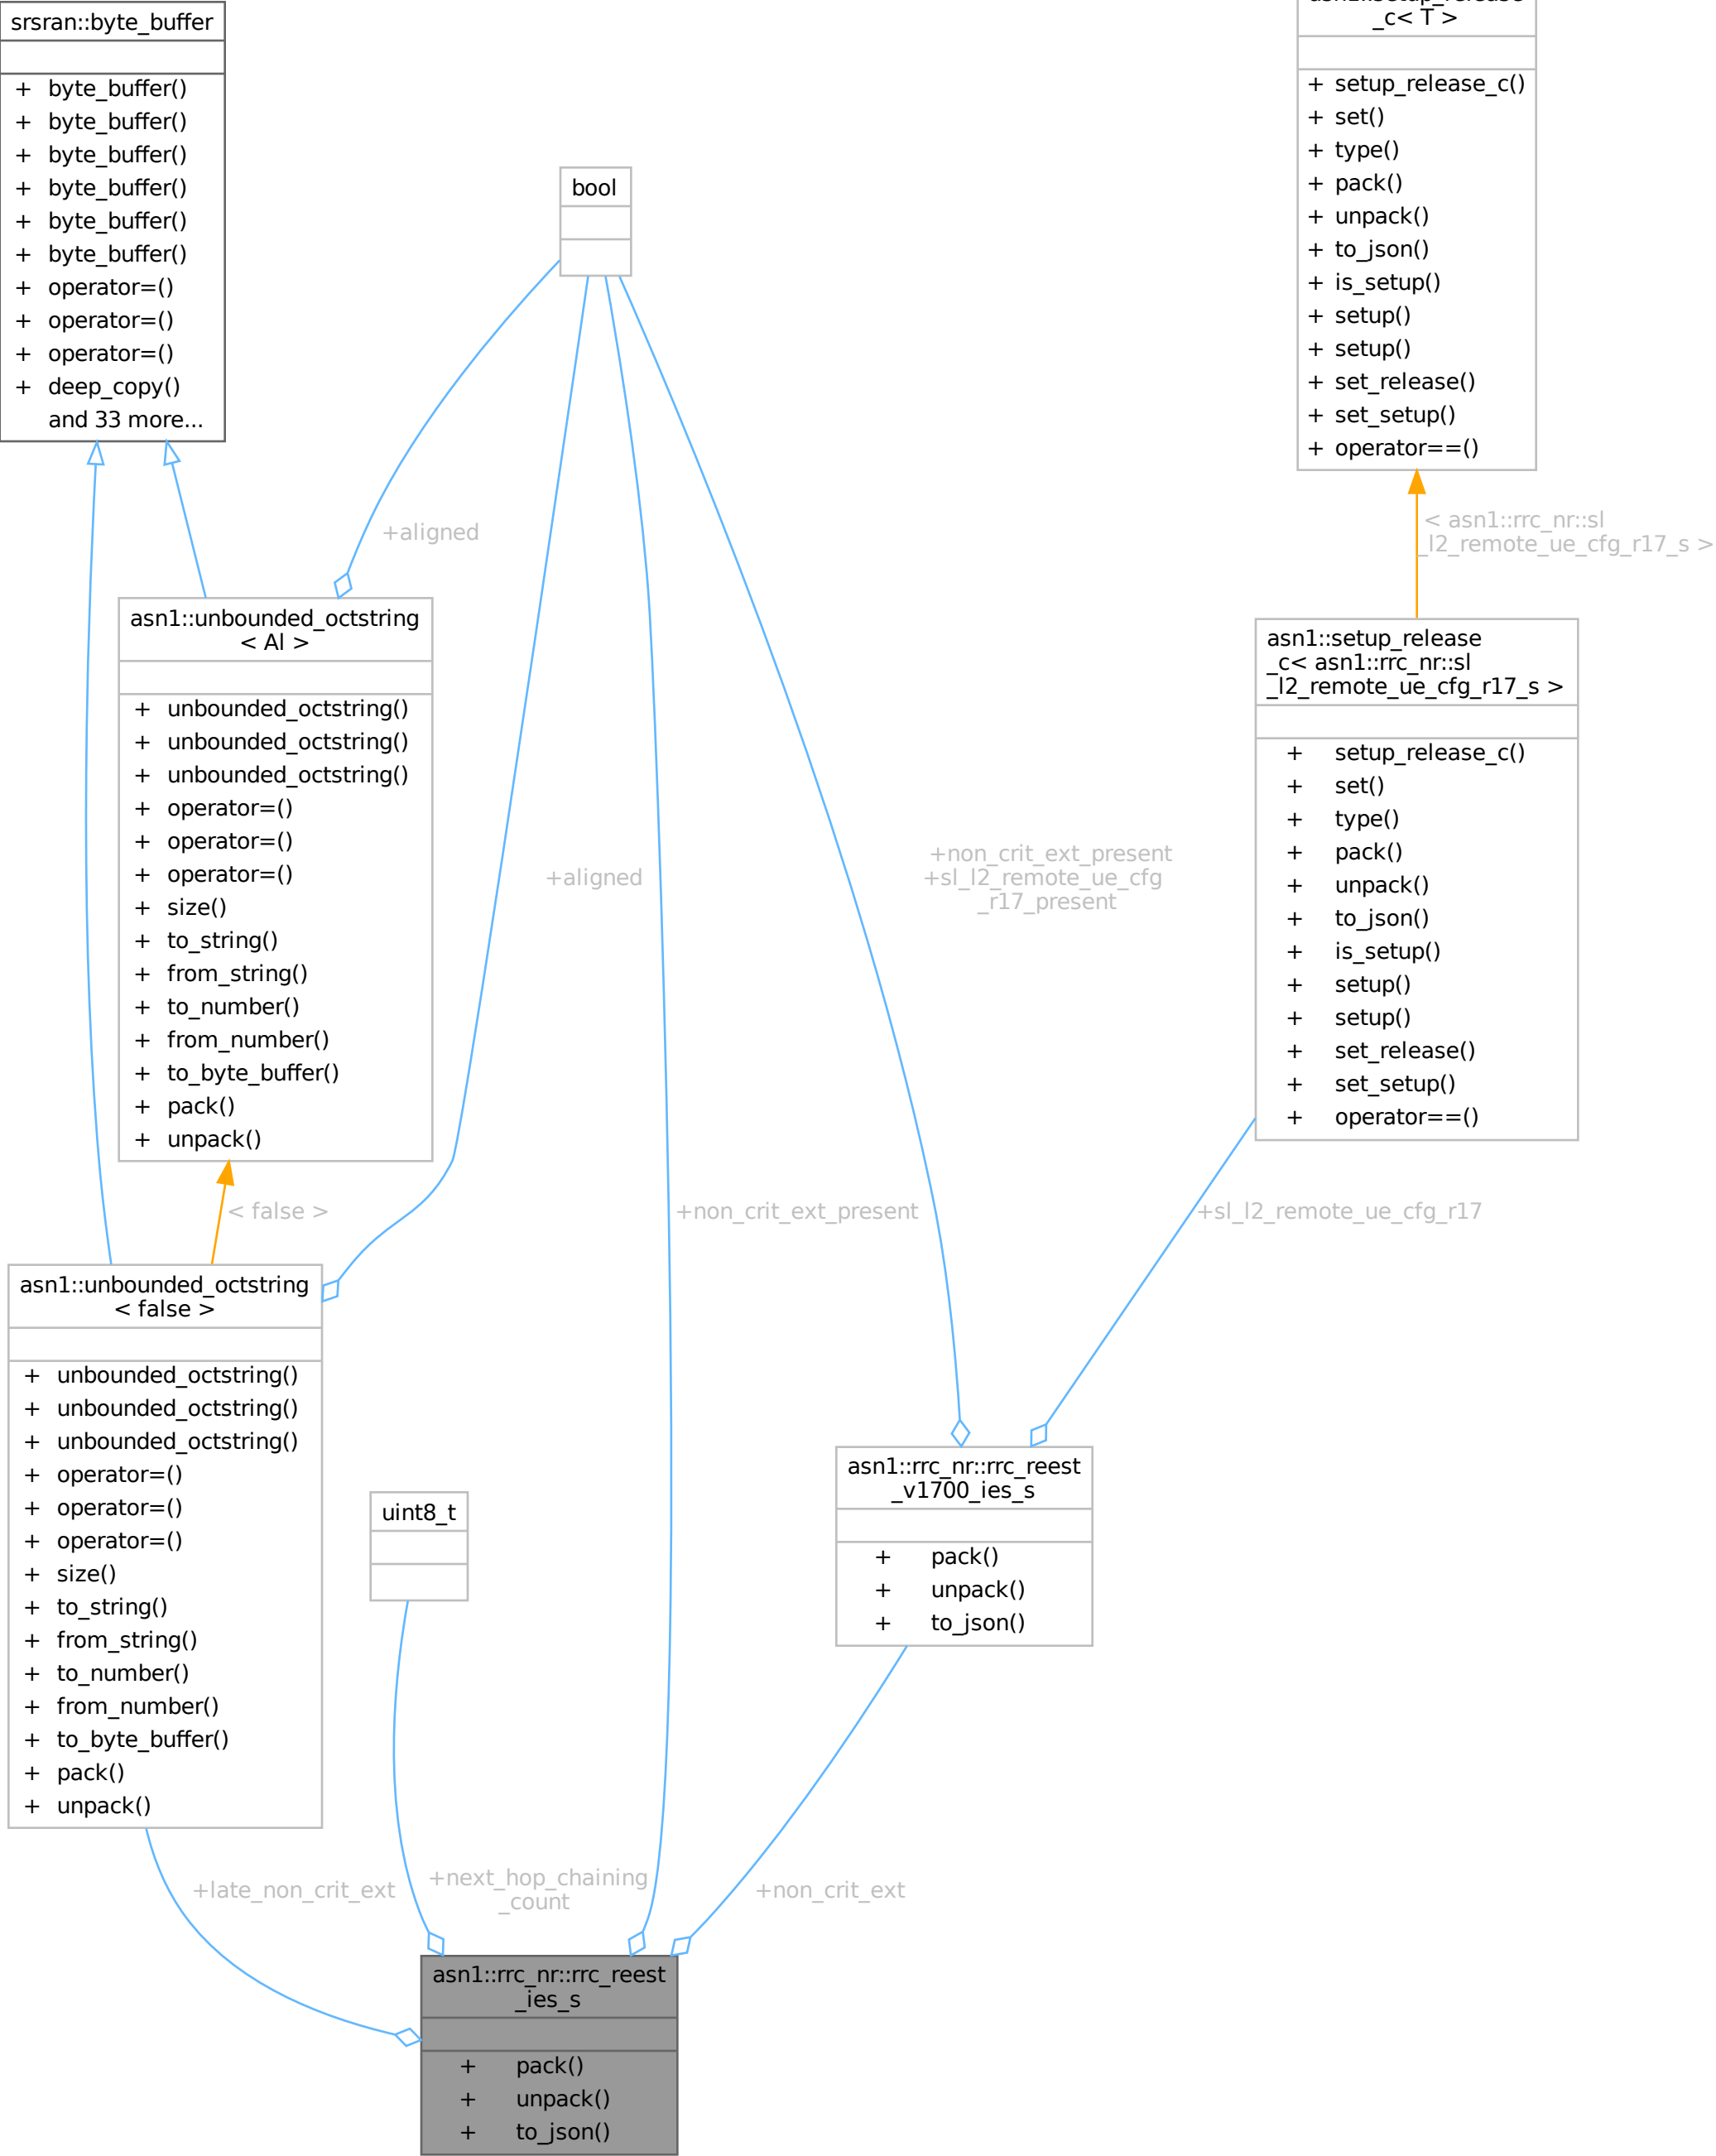 srsran::byte_buffer
+ byte_buffer()
+ byte_buffer()
+ byte_buffer()
+ byte_buffer()
+ byte_buffer()
+ byte_buffer()
+ operator=()
+ operator=()
+ operator=()
+ deep_copy()
and 33 more...
_c< T >
+ setup_release_c()
+ set()
+ type()
+ pack()
+ unpack()
+ to_json()
+ is_setup()
+ setup()
+ setup()
+ set_release()
+ set_setup()
+ operator==()
bool
+aligned
< asn1::rrc_nr::sl
_l2_remote_ue_cfg_r17_s >
asn1::unbounded_octstring
< Al >
+ unbounded_octstring()
+ unbounded_octstring()
+ unbounded_octstring()
+ operator=()
+ operator=()
+ operator=()
+ size()
+ to_string()
+ from_string()
+ to_number()
+ from_number()
+ to_byte_buffer()
+ pack()
+ unpack()
asn1::setup_release
_c< asn1::rrc_nr::sl
_l2_remote_ue_cfg_r17_s >
+ setup_release_c()
+ set()
+ type()
+ pack()
+ unpack()
+ to_json()
+ is_setup()
+ setup()
+ setup()
+ set_release()
+ set_setup()
+ operator==()
+aligned
+non_crit_ext_present
+sl_l2_remote_ue_cfg
_r17_present
< false >
+non_crit_ext_present
+sl_l2_remote_ue_cfg_r17
asn1::unbounded_octstring
< false >
+ unbounded_octstring()
+ unbounded_octstring()
+ unbounded_octstring()
+ operator=()
+ operator=()
+ operator=()
+ size()
+ to_string()
+ from_string()
+ to_number()
+ from_number()
+ to_byte_buffer()
+ pack()
+ unpack()
uint8_t
asn1::rrc_nr::rrc_reest
_v1700_ies_s
+ pack()
+ unpack()
+ to_json()
+late_non_crit_ext
+next_hop_chaining
_count
+non_crit_ext
asn1::rrc_nr::rrc_reest
_ies_s
+ pack()
+ unpack()
+ to_json()